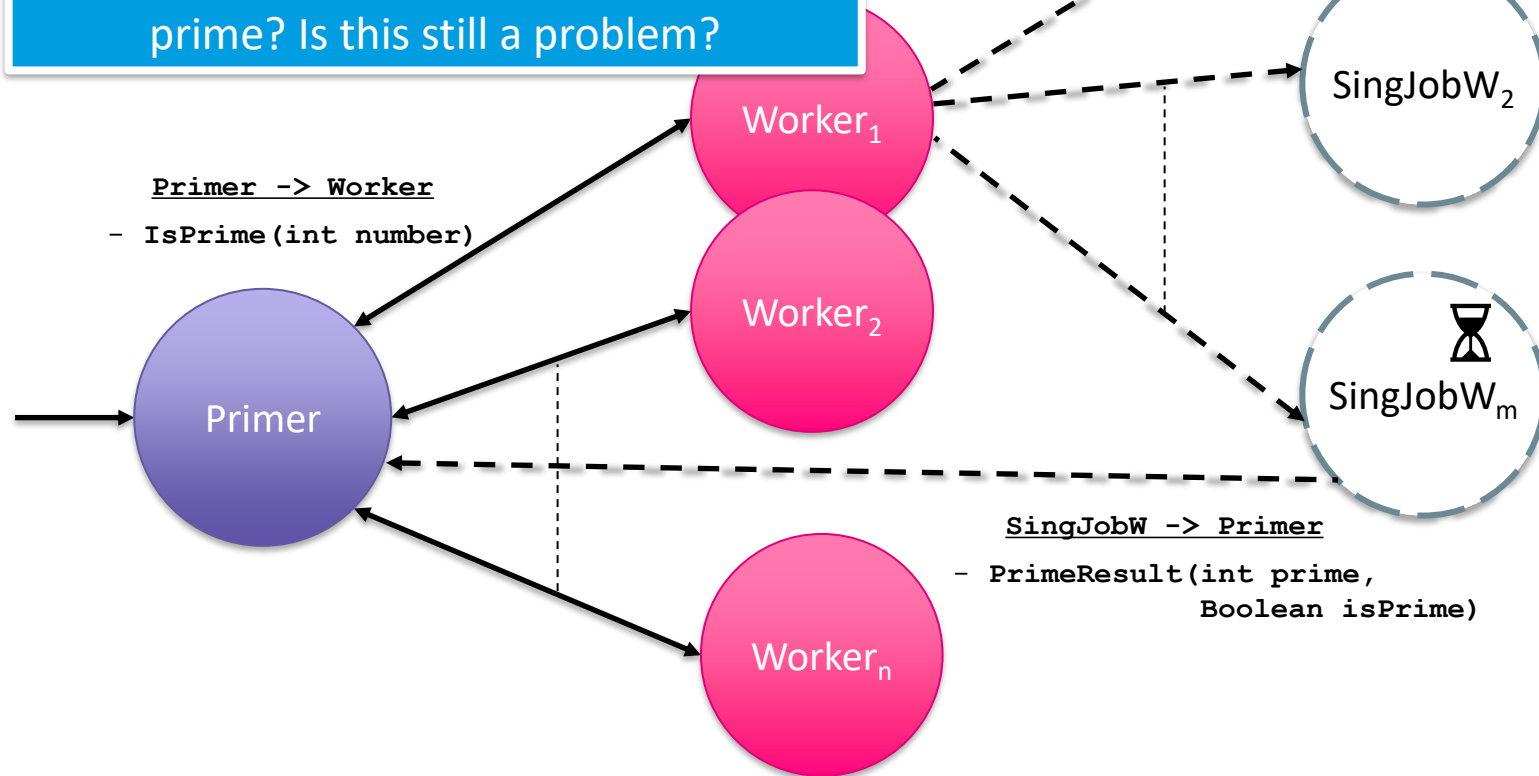 prime? Is this still a problem?
SingJobW₂
Worker₁
Primer -> Worker
- IsPrime(int number)
Worker₂
SingJobWₘ
Primer
SingJobW -> Primer
- PrimeResult(int prime,
Boolean isPrime)
Workerₙ